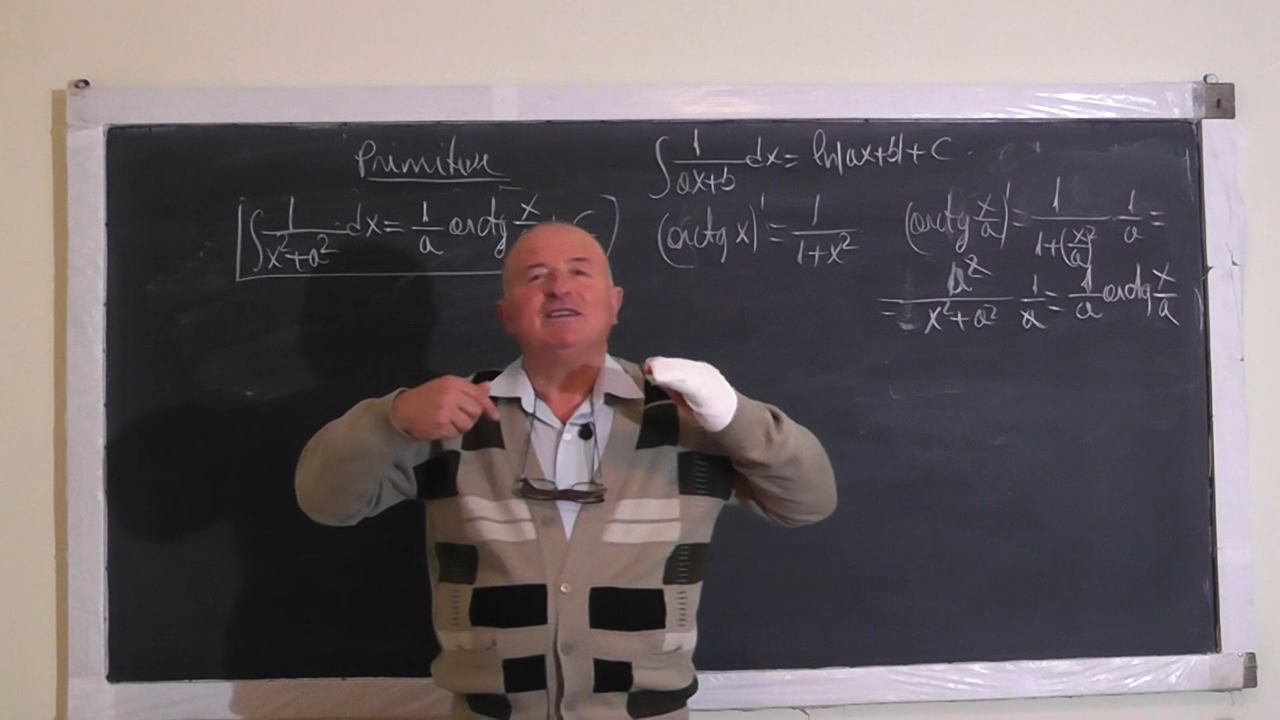 Primitive
∫ 1/(ax+b) dx = ln|ax+b| + C.
∫ 1/(x²+a²) dx = 1/a arctg x/
(arctg x)' = 1/(1+x²)
(arctg x/a)' = 1/(1+(x/a)²) 1/a =
= a²/(x²+a²) 1/a = 1/a arctg x/a